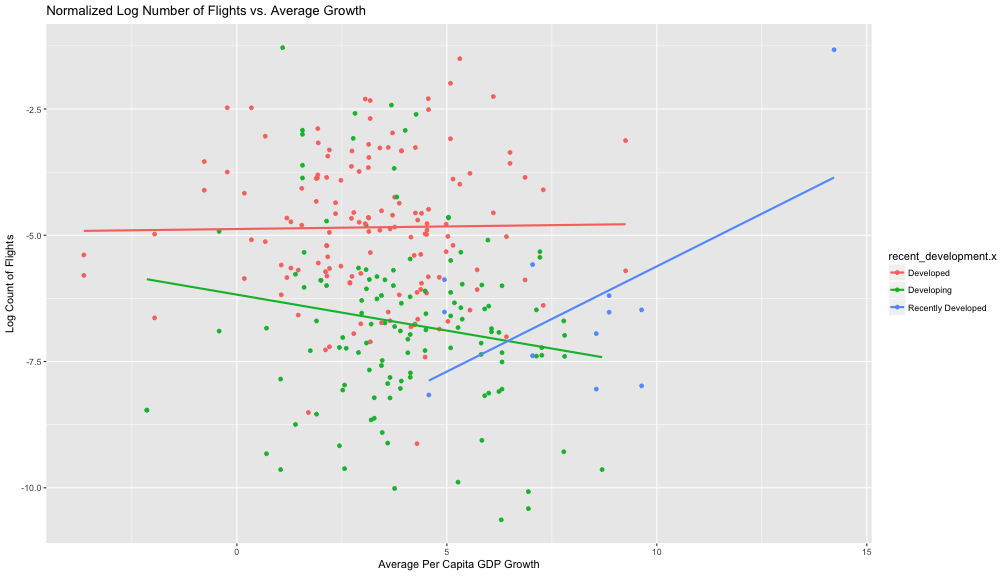 Normalized Log Number of Flights vs. Average Growth
Log Count of Flights
-2.5
-5.0
-7.5
-10.0
0
5
10
15
Average Per Capita GDP Growth
recent_development.x
Developed
Developing
Recently Developed